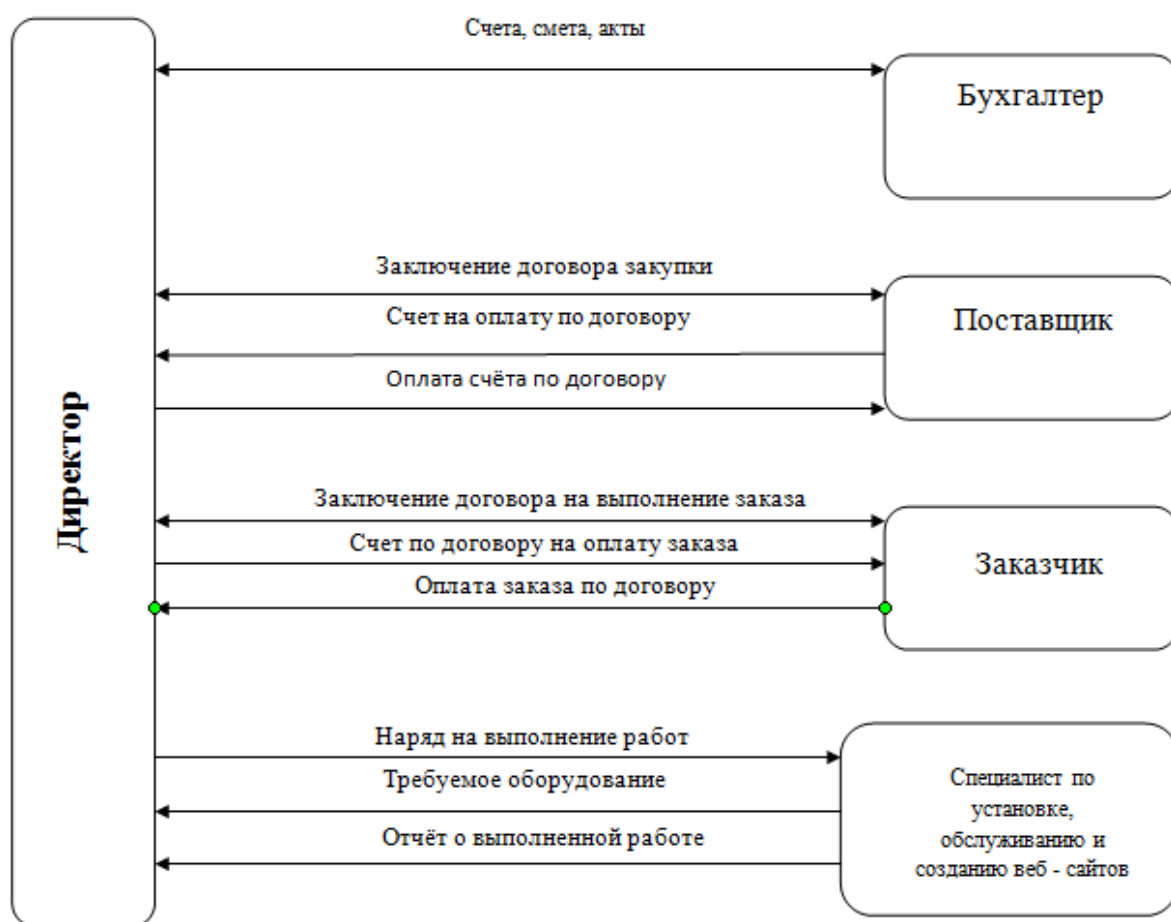 Счета, смета, акты
Бухгалтер
Заключение договора закупки
Счет на оплату по договору
Поставщик
Оплата счёта по договору
Директор
Заключение договора на выполнение заказа
Счет по договору на оплату заказа
Заказчик
Оплата заказа по договору
Наряд на выполнение работ
Требуемое оборудование
Отчёт о выполненной работе
Специалист по
установке,
обслуживанию и
созданию веб - сайтов